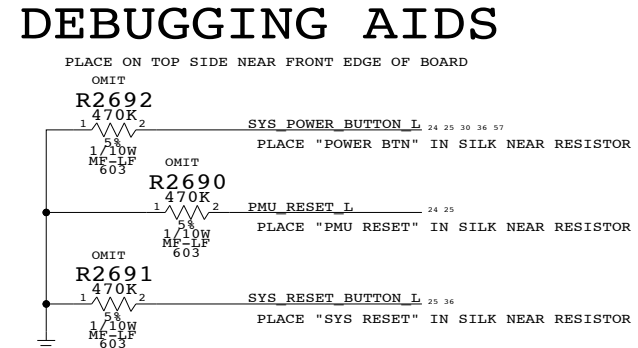 DEBUGGING AIDS
PLACE ON TOP SIDE NEAR FRONT EDGE OF BOARD
OMIT
R2692
470K
1 2
5%
1/10W
MF-LF
603
SYS_POWER_BUTTON_L 24 25 30 36 57
PLACE "POWER BTN" IN SILK NEAR RESISTOR
OMIT
R2690
470K
1 2
5%
1/10W
MF-LF
603
PMU_RESET_L 24 25
PLACE "PMU RESET" IN SILK NEAR RESISTOR
OMIT
R2691
470K
1 2
5%
1/10W
MF-LF
603
SYS_RESET_BUTTON_L 25 36
PLACE "SYS RESET" IN SILK NEAR RESISTOR